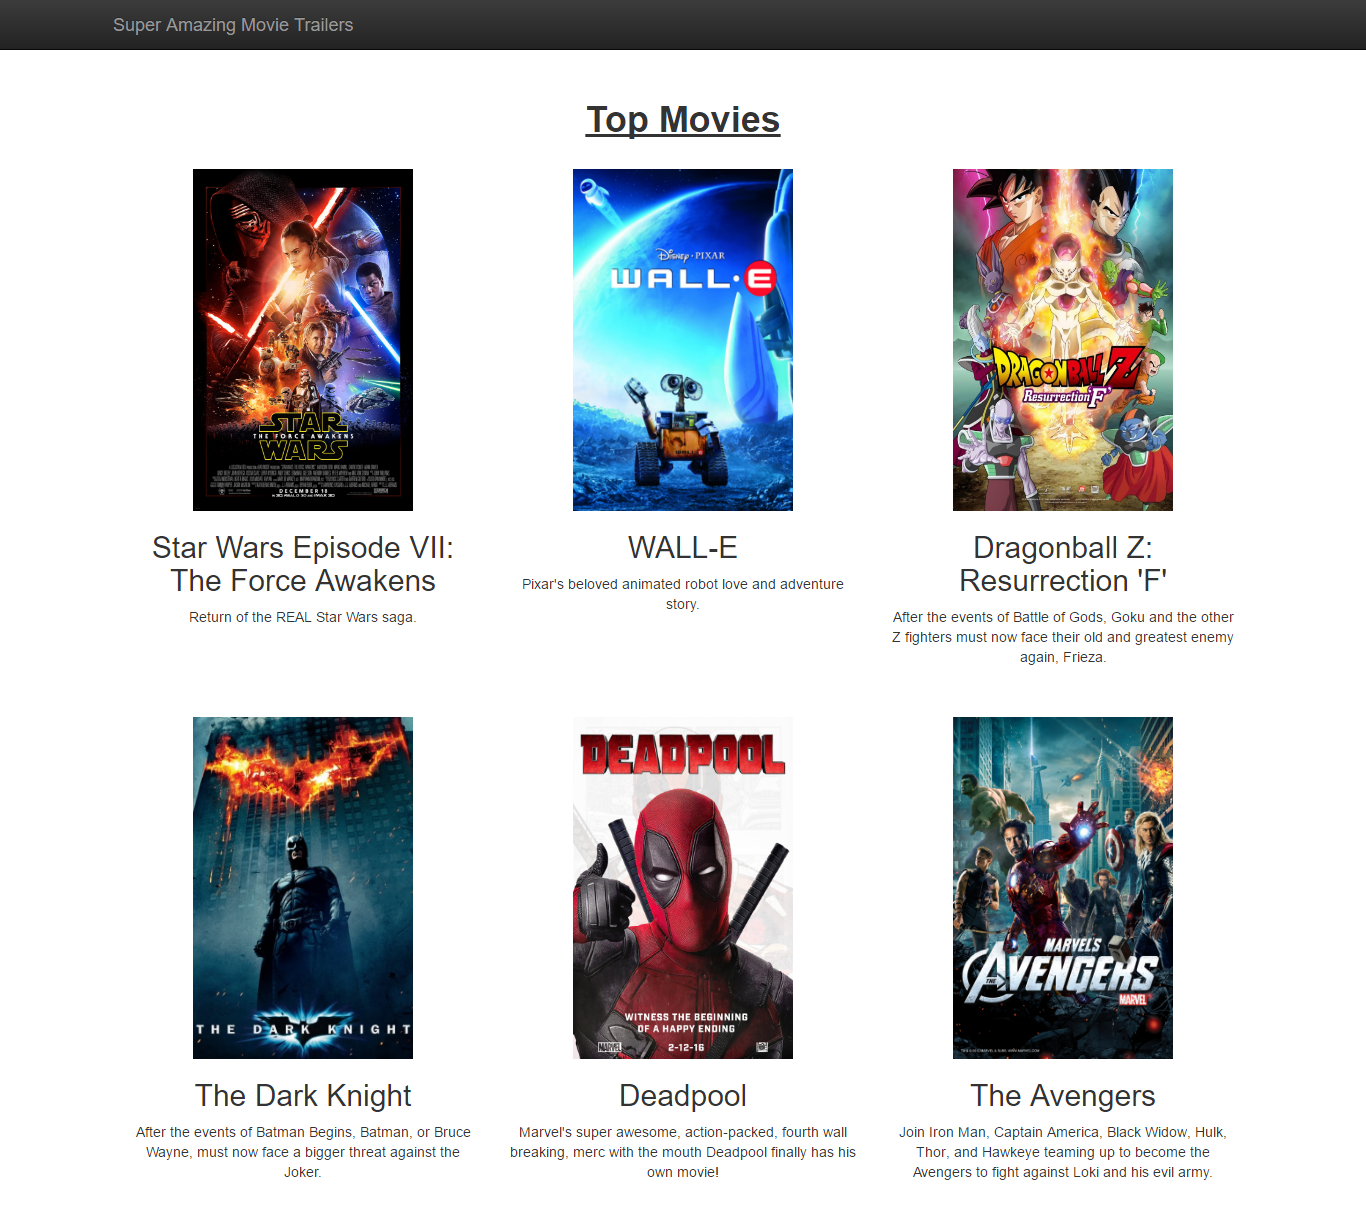 Super Amazing Movie Trailers
Top Movies
STAR
THE FORCE AWAKENS
WARS
DECEMBER 18
Disney · PIXAR
WALL·E
DRAGONBALL Z
Resurrection 'F'
Star Wars Episode VII:
The Force Awakens
Return of the REAL Star Wars saga.
WALL-E
Pixar's beloved animated robot love and adventure
story.
Dragonball Z:
Resurrection 'F'
After the events of Battle of Gods, Goku and the other
Z fighters must now face their old and greatest enemy
again, Frieza.
THE DARK KNIGHT
DEADPOOL
WITNESS THE BEGINNING
OF A HAPPY ENDING
2-12-16
MARVEL
MARVEL'S
THE AVENGERS
MARVEL
The Dark Knight
After the events of Batman Begins, Batman, or Bruce
Wayne, must now face a bigger threat against the
Joker.
Deadpool
Marvel's super awesome, action-packed, fourth wall
breaking, merc with the mouth Deadpool finally has his
own movie!
The Avengers
Join Iron Man, Captain America, Black Widow, Hulk,
Thor, and Hawkeye teaming up to become the
Avengers to fight against Loki and his evil army.